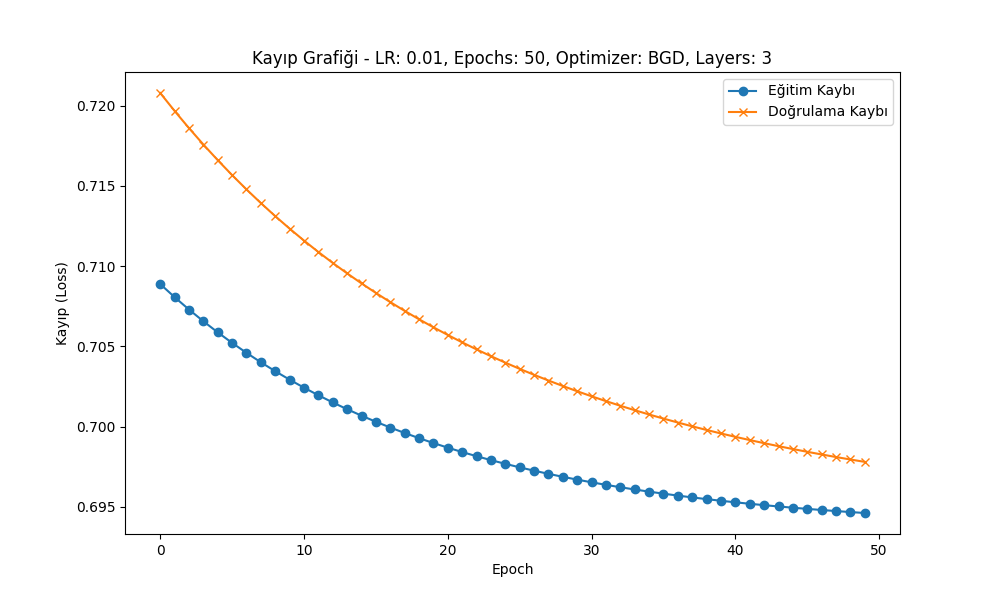 Kayıp Grafiği - LR: 0.01, Epochs: 50, Optimizer: BGD, Layers: 3
Eğitim Kaybı
Doğrulama Kaybı
0.720
0.715
0.710
0.705
0.700
0.695
Kayıp (Loss)
0 10 20 30 40 50
Epoch